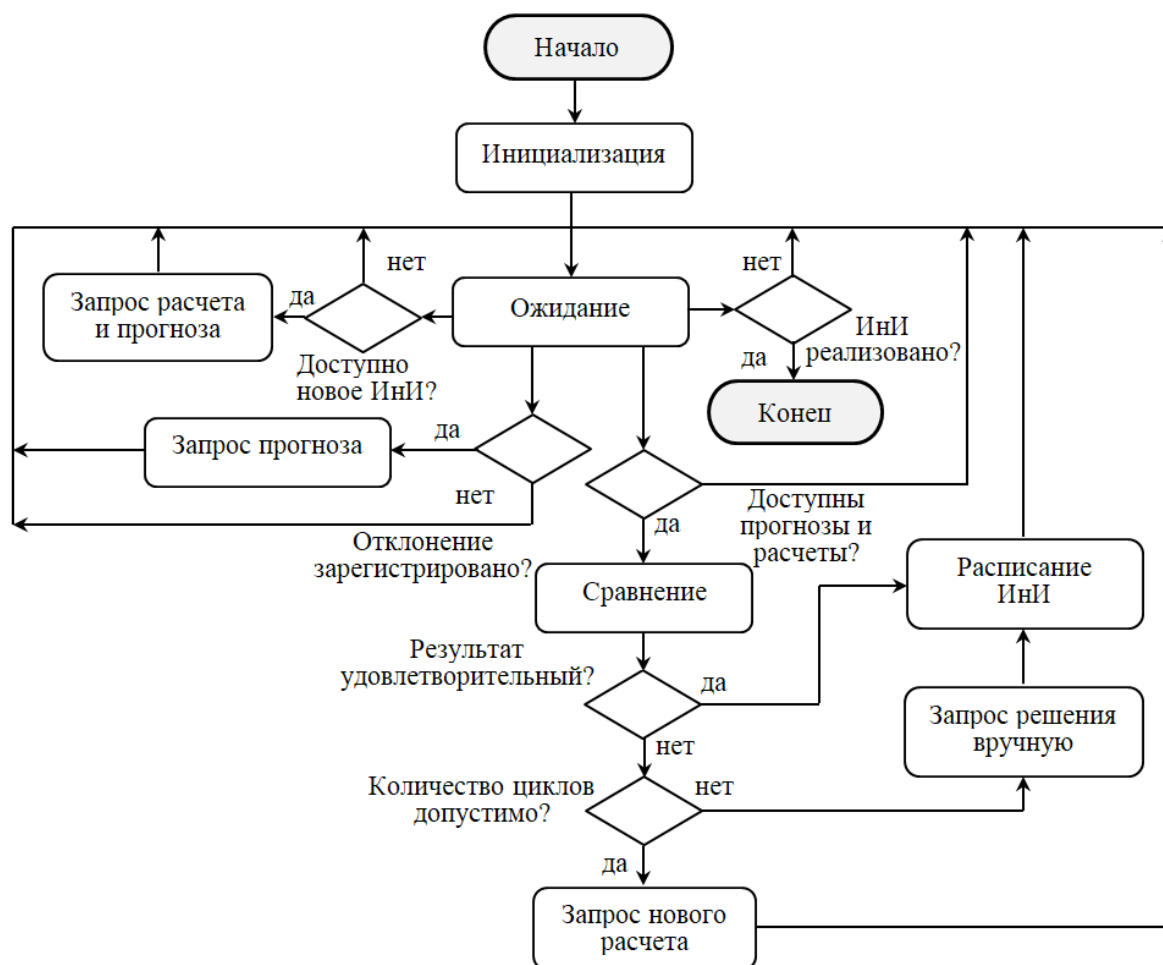 Начало
Инициализация
нет
нет
Запрос расчета
и прогноза
да
Ожидание
ИнИ
реализовано?
Доступно
новое ИнИ?
да
Конец
Запрос прогноза
да
нет
Доступны
прогнозы и
расчеты?
да
Отклонение
зарегистрировано?
Сравнение
Расписание
ИнИ
Результат
удовлетворительный?
да
Запрос решения
вручную
нет
Количество циклов
допустимо?
нет
да
Запрос нового
расчета